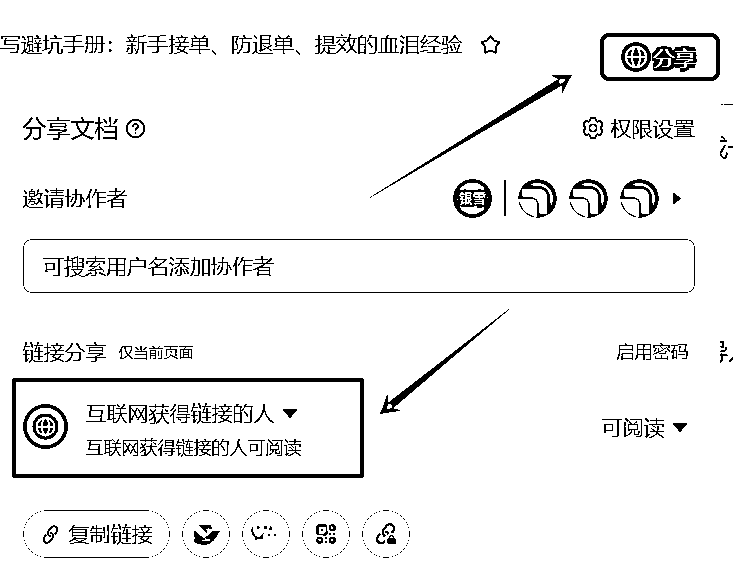 写避坑手册：新手接单、防退单、提效的血泪经验
分享
分享文档
权限设置
邀请协作者
银雪
可搜索用户名添加协作者
链接分享 仅当前页面
启用密码
互联网获得链接的人
互联网获得链接的人可阅读
可阅读
复制链接